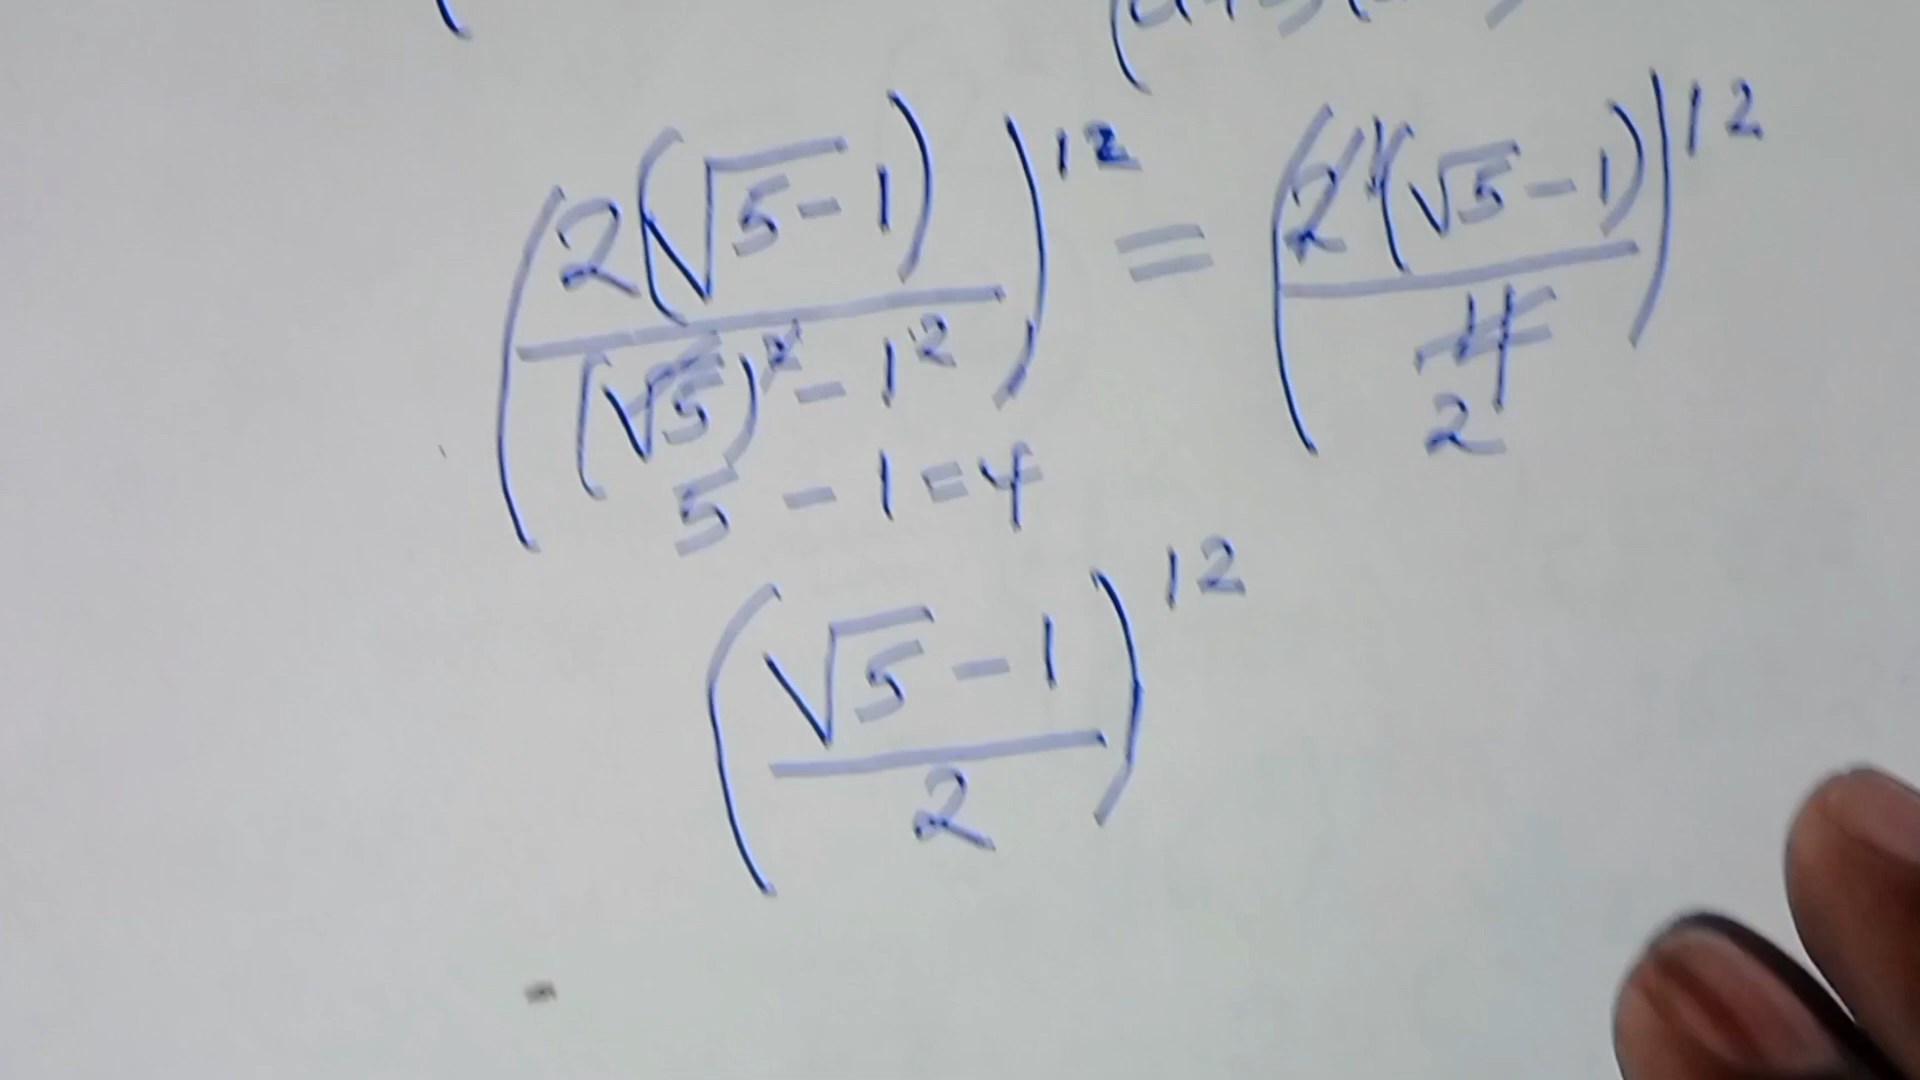 (2(√5-1)/(√5)²-1²)¹² = (2¹(√5-1)/4 2)¹²
5-1=4
(√5-1/2)¹²